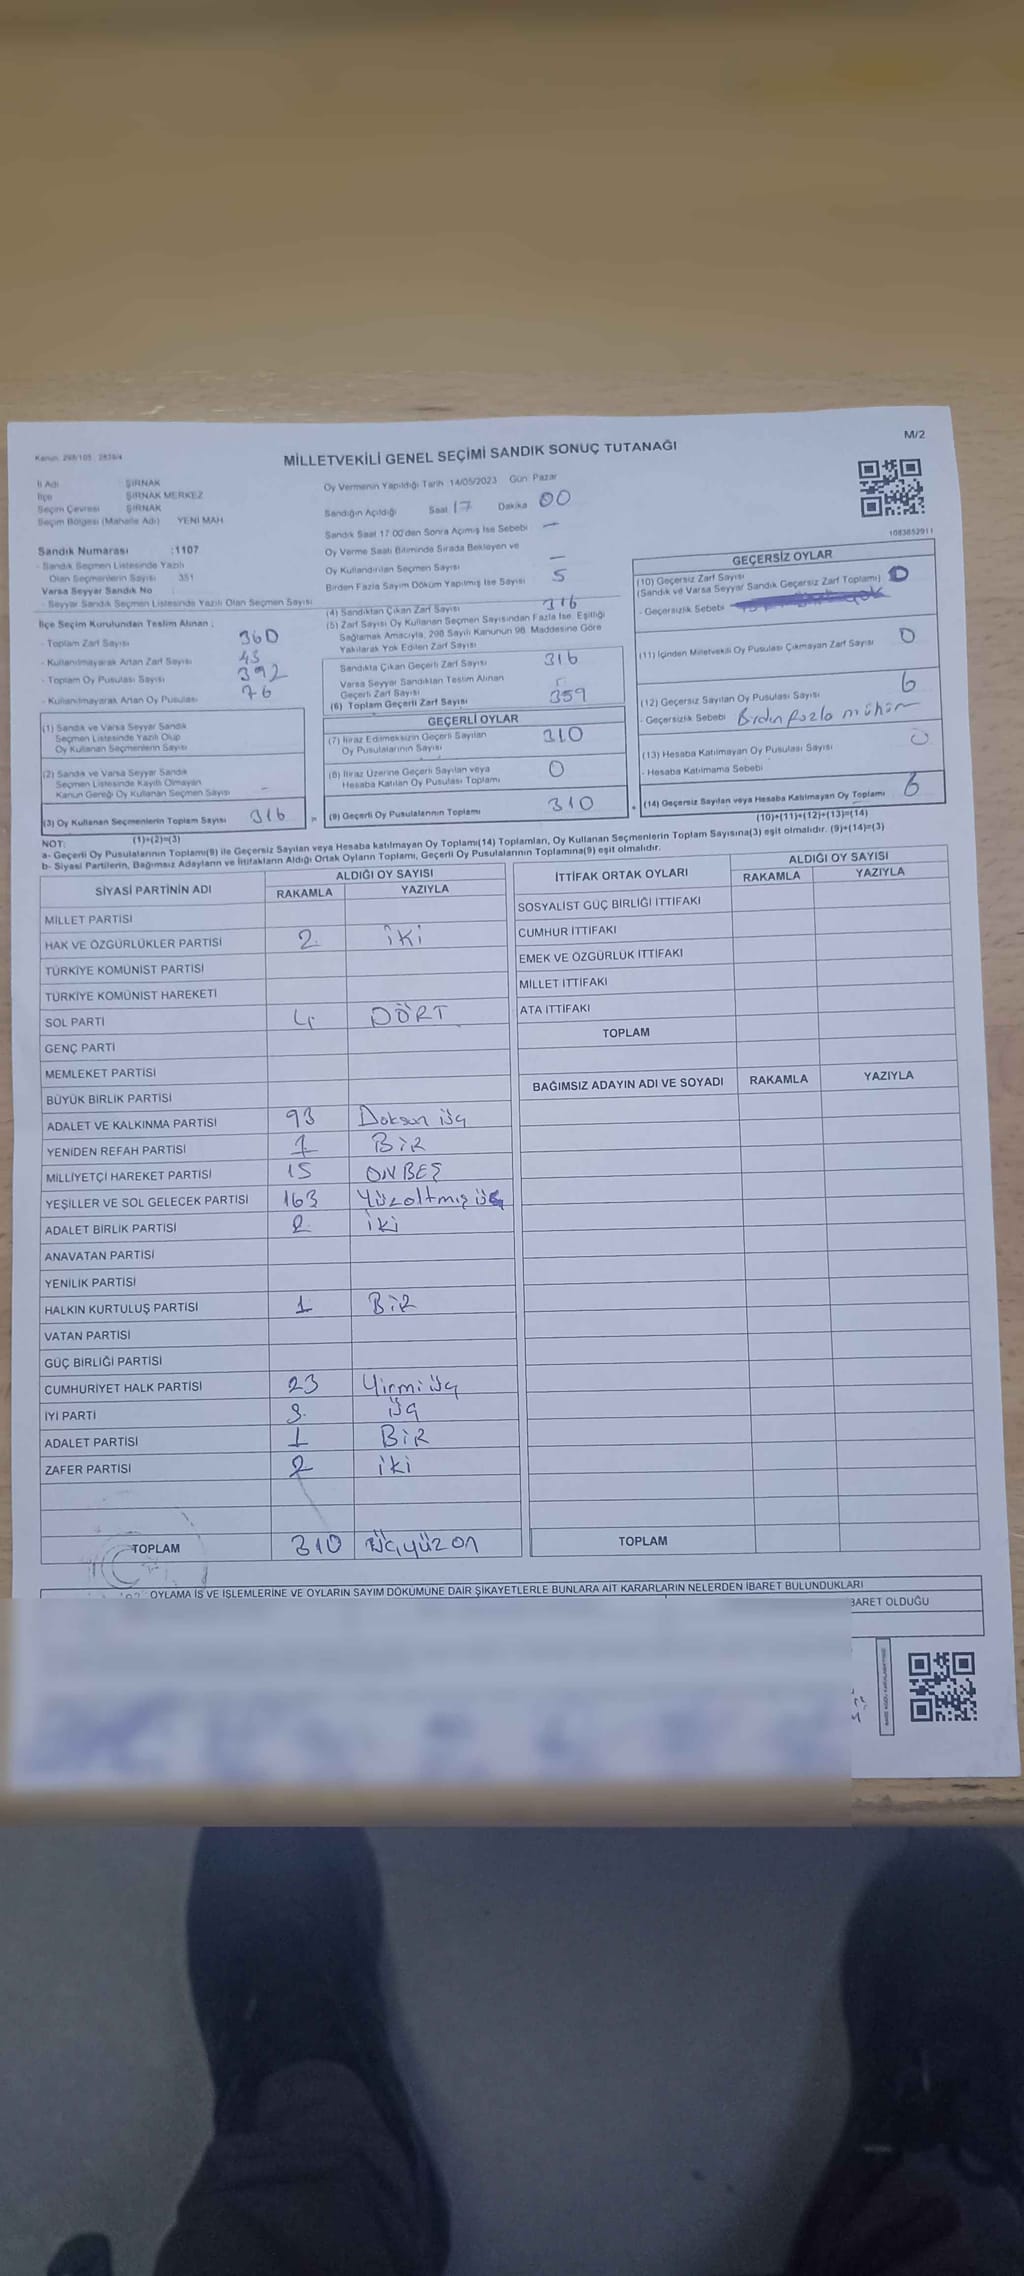 M/2
Kanun: 298/105 2839/4
MİLLETVEKİLİ GENEL SEÇİMİ SANDIK SONUÇ TUTANAĞI
İl Adı ŞIRNAK
İlçe ŞIRNAK MERKEZ
Seçim Çevresi ŞIRNAK
Seçim Bölgesi (Mahalle Adı) YENİ MAH
Sandık Numarası :1107
- Sandık Seçmen Listesinde Yazılı
Olan Seçmenlerin Sayısı 351
Varsa Seyyar Sandık No
- Seyyar Sandık Seçmen Listesinde Yazılı Olan Seçmen Sayısı
İlçe Seçim Kurulundan Teslim Alınan ;
- Toplam Zarf Sayısı 360
- Kullanılmayarak Artan Zarf Sayısı 43
- Toplam Oy Pusulası Sayısı 392
- Kullanılmayarak Artan Oy Pusulası 76
(1) Sandık ve Varsa Seyyar Sandık
Seçmen Listesinde Yazılı Olup
Oy Kullanan Seçmenlerin Sayısı
(2) Sandık ve Varsa Seyyar Sandık
Seçmen Listesinde Kayıtlı Olmayan
Kanun Gereği Oy Kullanan Seçmen Sayısı -
(3) Oy Kullanan Seçmenlerin Toplam Sayısı 316
Oy Vermenin Yapıldığı Tarih 14/05/2023 Gün: Pazar
Sandığın Açıldığı Saat 17 Dakika 00
Sandık Saat 17:00'den Sonra Açılmış İse Sebebi -
Oy Verme Saati Bitiminde Sırada Bekleyen ve
Oy Kullandırılan Seçmen Sayısı -
Birden Fazla Sayım Döküm Yapılmış İse Sayısı 5
(4) Sandıktan Çıkan Zarf Sayısı 316
(5) Zarf Sayısı Oy Kullanan Seçmen Sayısından Fazla İse, Eşitliği
Sağlamak Amacıyla, 298 Sayılı Kanunun 98. Maddesine Göre
Yakılarak Yok Edilen Zarf Sayısı
Sandıkta Çıkan Geçerli Zarf Sayısı 316
Varsa Seyyar Sandıktan Teslim Alınan
Geçerli Zarf Sayısı
(6) Toplam Geçerli Zarf Sayısı 359
GEÇERLİ OYLAR
(7) İtiraz Edilmeksizin Geçerli Sayılan
Oy Pusulalarının Sayısı 310
(8) İtiraz Üzerine Geçerli Sayılan veya
Hesaba Katılan Oy Pusulası Toplamı 0
= (9) Geçerli Oy Pusulalarının Toplamı 310
1083852911
GEÇERSİZ OYLAR
(10) Geçersiz Zarf Sayısı
(Sandık ve Varsa Seyyar Sandık Geçersiz Zarf Toplamı) 0
- Geçersizlik Sebebi
(11) İçinden Milletvekili Oy Pusulası Çıkmayan Zarf Sayısı 0
(12) Geçersiz Sayılan Oy Pusulası Sayısı 6
- Geçersizlik Sebebi Birdin fazla mühür
(13) Hesaba Katılmayan Oy Pusulası Sayısı 0
- Hesaba Katılmama Sebebi
+ (14) Geçersiz Sayılan veya Hesaba Katılmayan Oy Toplamı 6
NOT: (1)+(2)=(3) (10)+(11)+(12)+(13)=(14)
a- Geçerli Oy Pusulalarının Toplamı(9) ile Geçersiz Sayılan veya Hesaba katılmayan Oy Toplamı(14) Toplamları, Oy Kullanan Seçmenlerin Toplam Sayısına(3) eşit olmalıdır. (9)+(14)=(3)
b- Siyasi Partilerin, Bağımsız Adayların ve İttifakların Aldığı Ortak Oyların Toplamı, Geçerli Oy Pusulalarının Toplamına(9) eşit olmalıdır.
SİYASİ PARTİNİN ADI ALDIĞI OY SAYISI
RAKAMLA YAZIYLA
MİLLET PARTİSİ
HAK VE ÖZGÜRLÜKLER PARTİSİ 2 iki
TÜRKİYE KOMÜNİST PARTİSİ
TÜRKİYE KOMÜNİST HAREKETİ
SOL PARTİ 4 DÖRT
GENÇ PARTİ
MEMLEKET PARTİSİ
BÜYÜK BİRLİK PARTİSİ
ADALET VE KALKINMA PARTİSİ 93 Doksan üç
YENİDEN REFAH PARTİSİ 1 BİR
MİLLİYETÇİ HAREKET PARTİSİ 15 ONBEŞ
YEŞİLLER VE SOL GELECEK PARTİSİ 163 Yüzaltmış üç
ADALET BİRLİK PARTİSİ 2 iki
ANAVATAN PARTİSİ
YENİLİK PARTİSİ
HALKIN KURTULUŞ PARTİSİ 1 BİR
VATAN PARTİSİ
GÜÇ BİRLİĞİ PARTİSİ
CUMHURİYET HALK PARTİSİ 23 Yirmi üç
İYİ PARTİ 3 üç
ADALET PARTİSİ 1 BİR
ZAFER PARTİSİ 2 iki
TOPLAM 310 üçyüz on
İTTİFAK ORTAK OYLARI ALDIĞI OY SAYISI
RAKAMLA YAZIYLA
SOSYALİST GÜÇ BİRLİĞİ İTTİFAKI
CUMHUR İTTİFAKI
EMEK VE ÖZGÜRLÜK İTTİFAKI
MİLLET İTTİFAKI
ATA İTTİFAKI
TOPLAM
BAĞIMSIZ ADAYIN ADI VE SOYADI RAKAMLA YAZIYLA
TOPLAM
OYLAMA İŞ VE İŞLEMLERİNE VE OYLARIN SAYIM DÖKÜMÜNE DAİR ŞİKAYETLERLE BUNLARA AİT KARARLARIN NELERDEN İBARET BULUNDUKLARI
BARET OLDUĞU